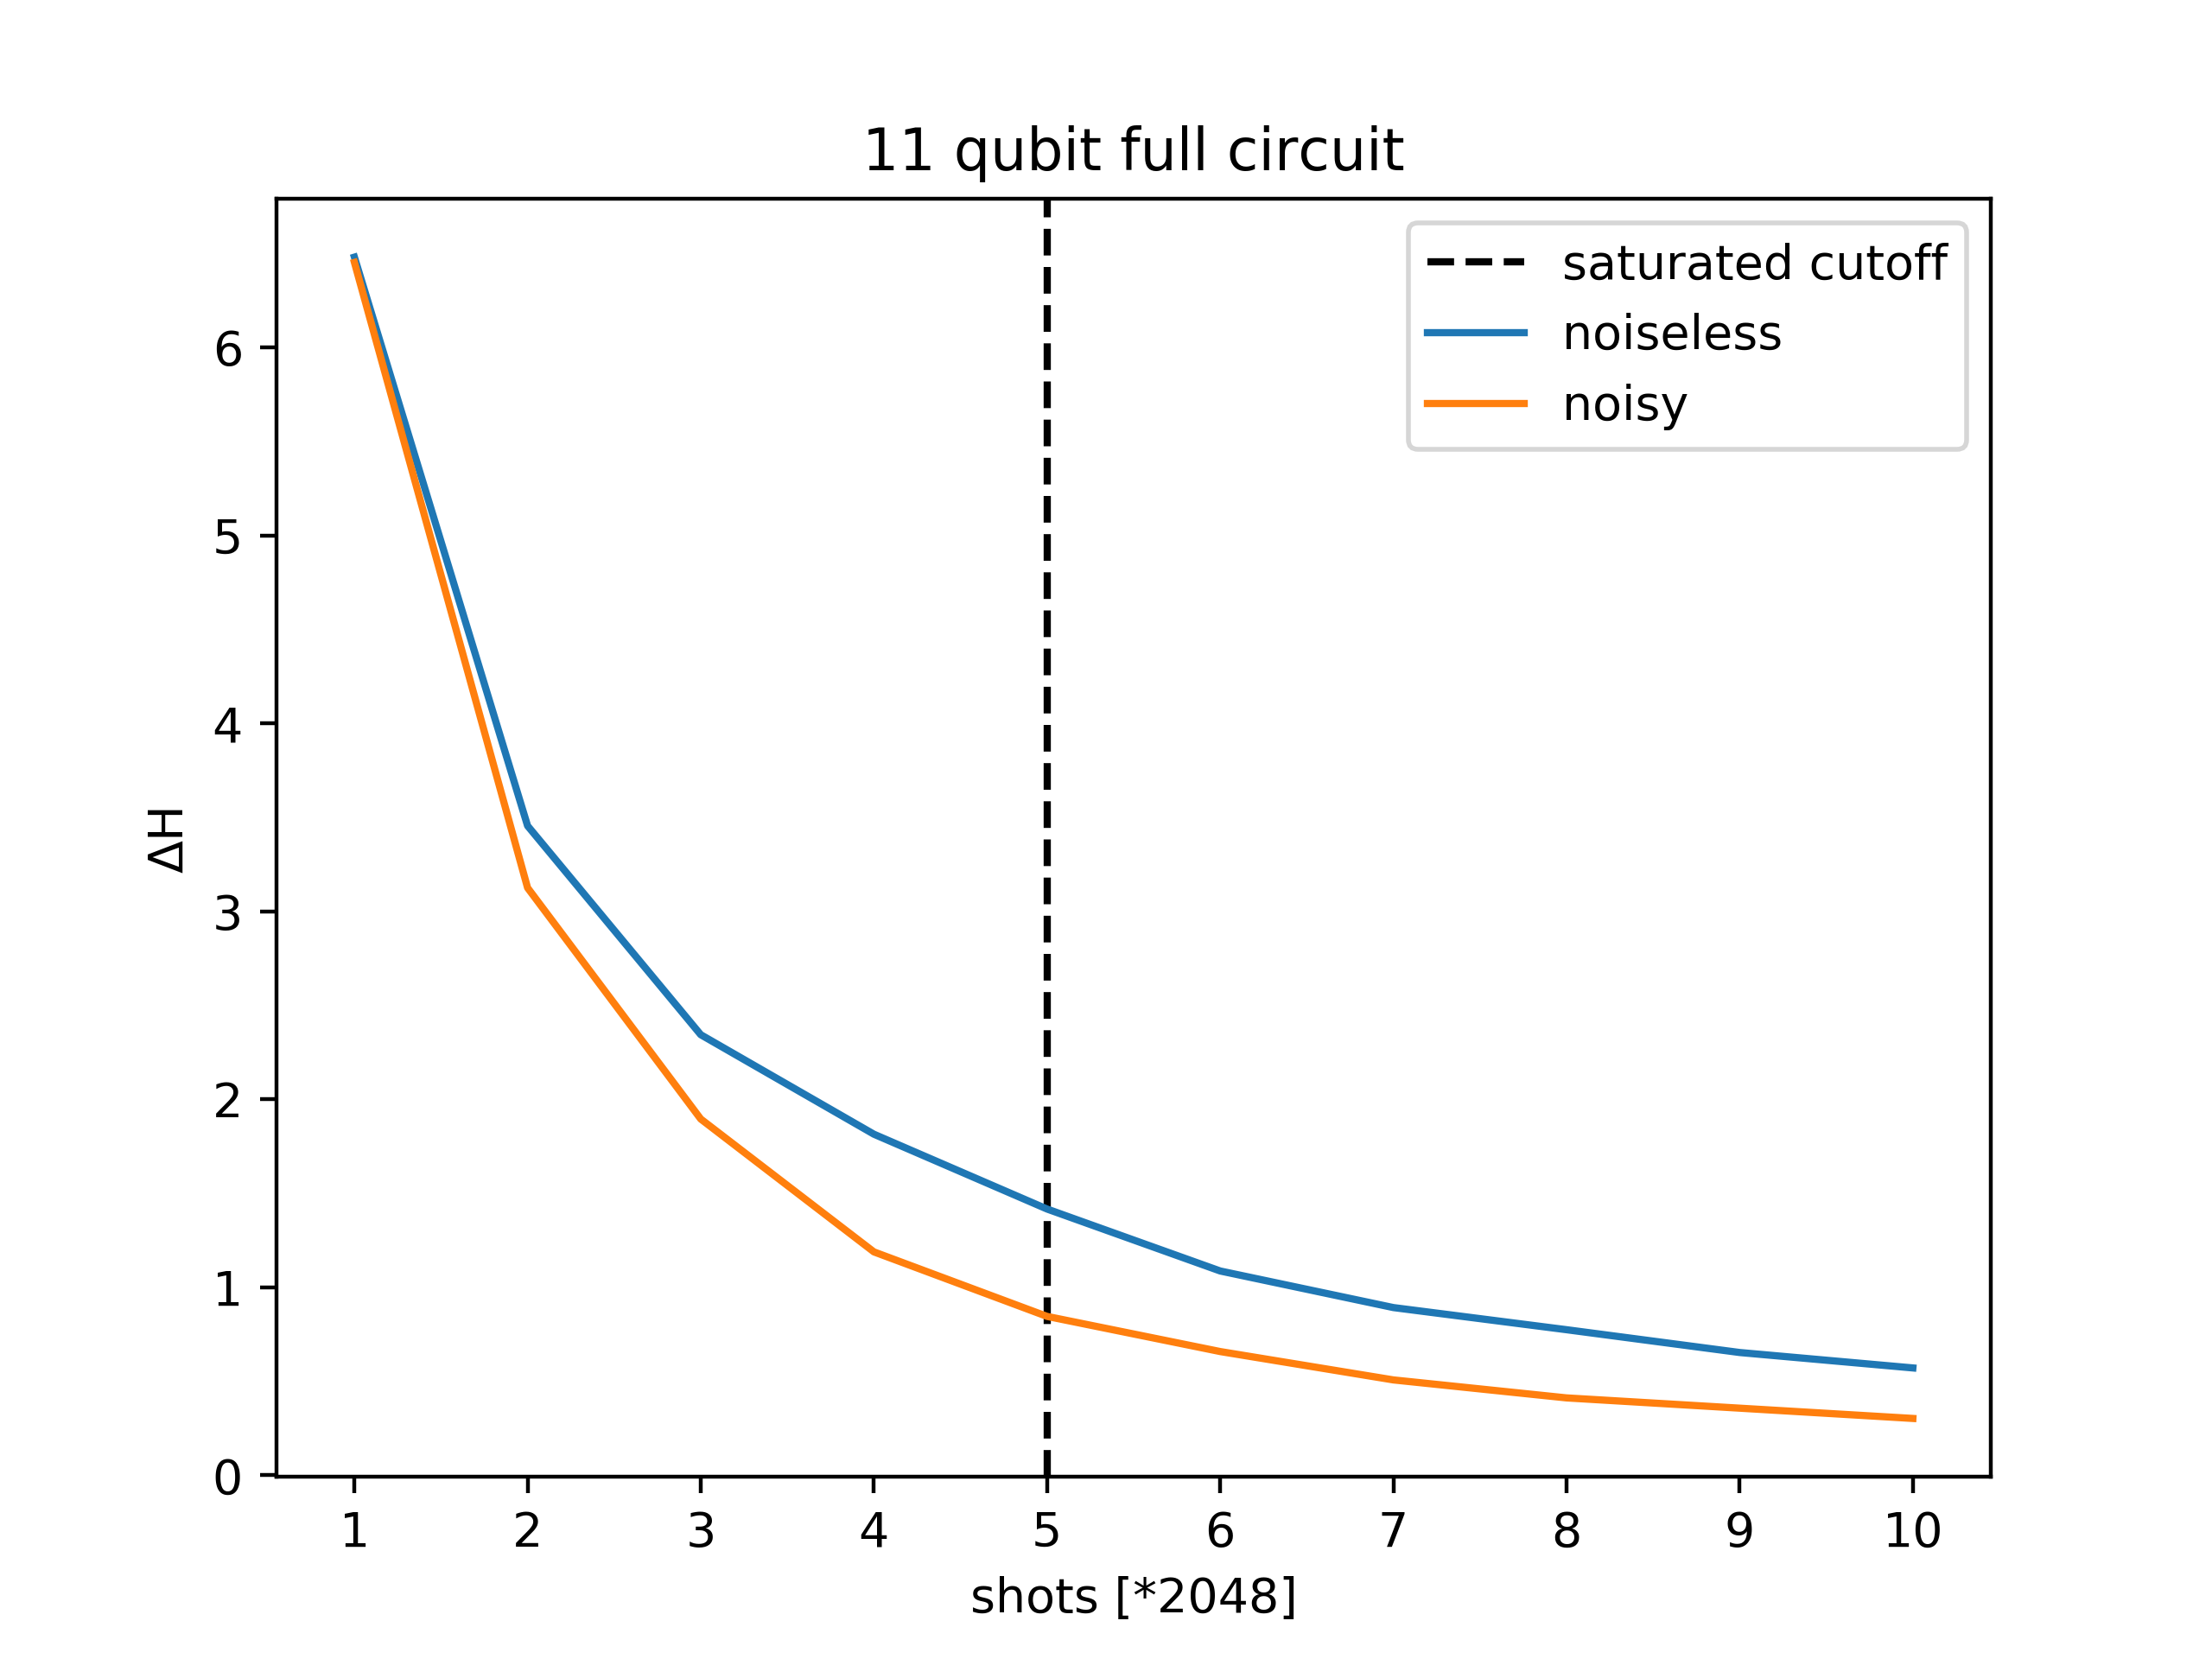 11 qubit full circuit
saturated cutoff
noiseless
noisy
6
5
4
3
2
1
0
ΔH
1 2 3 4 5 6 7 8 9 10
shots [*2048]